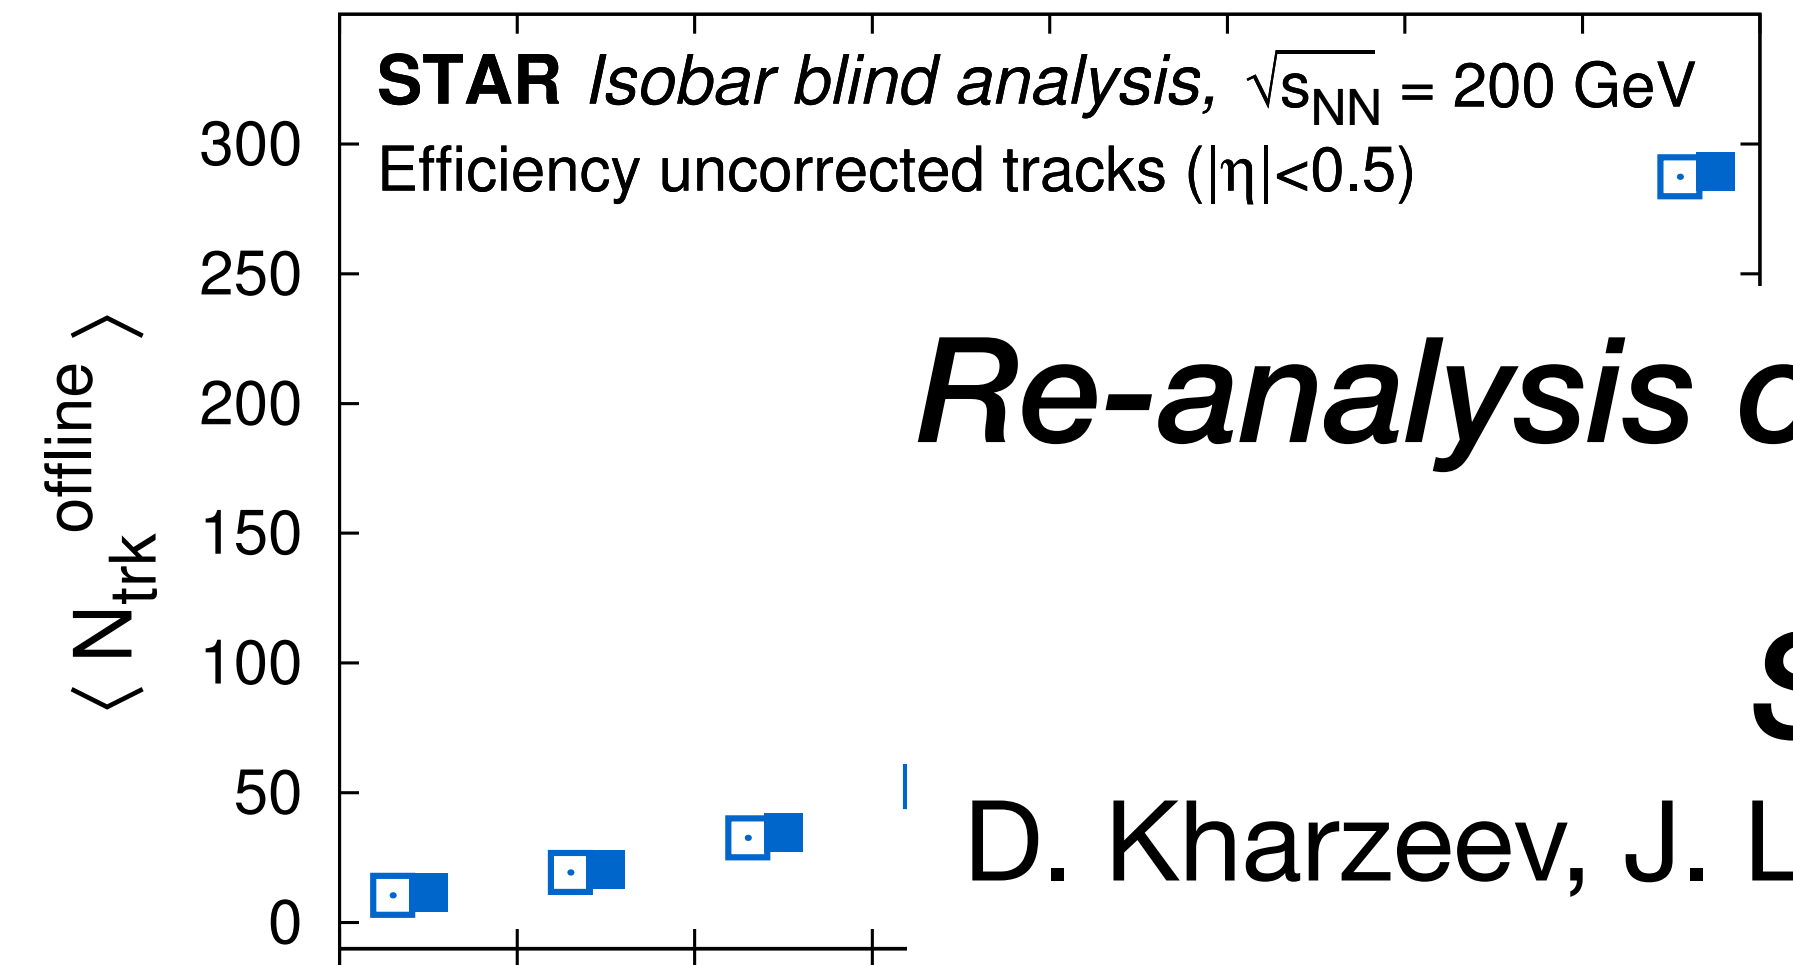 STAR Isobar blind analysis, √sNN = 200 GeV
Efficiency uncorrected tracks (|η|<0.5)
300
250
200
150
100
50
0
⟨ Ntrk offline ⟩
Re-analysis
D. Kharzeev, J.